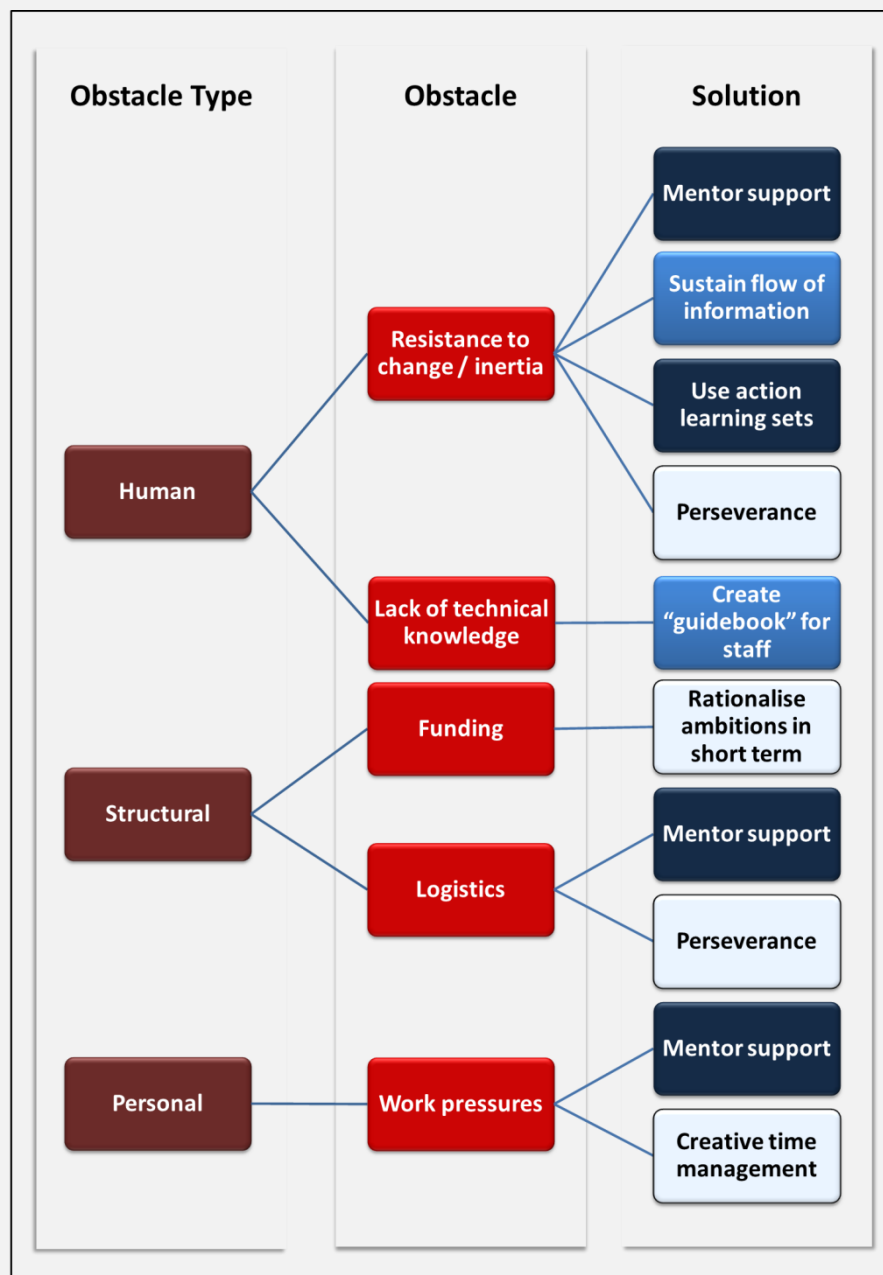 Obstacle Type
Obstacle
Solution
Mentor support
Sustain flow of
information
Resistance to
change / inertia
Use action
learning sets
Human
Perseverance
Lack of technical
knowledge
Create
“guidebook” for
staff
Funding
Rationalise
ambitions in
short term
Structural
Mentor support
Logistics
Perseverance
Mentor support
Personal
Work pressures
Creative time
management